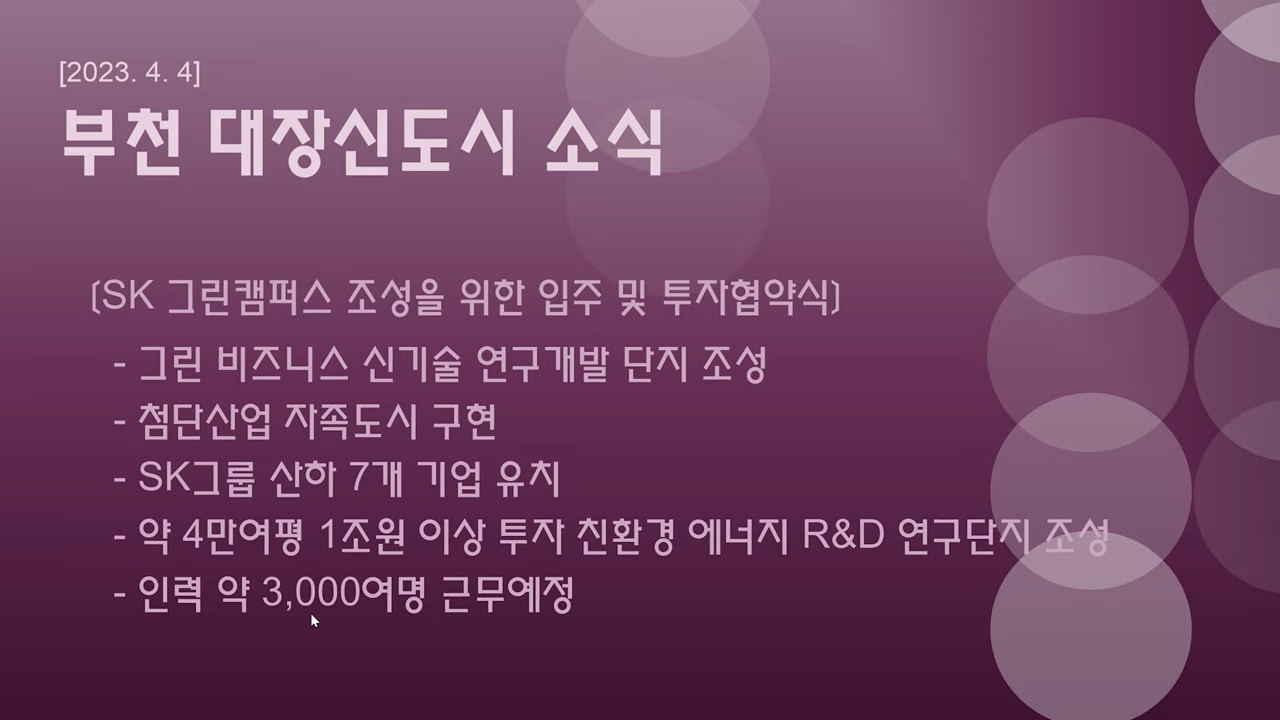 [2023. 4. 4]
부천 대장신도시 소식
(SK 그린캠퍼스 조성을 위한 입주 및 투자협약식)
- 그린 비즈니스 신기술 연구개발 단지 조성
- 첨단산업 자족도시 구현
- SK그룹 산하 7개 기업 유치
- 약 4만여평 1조원 이상 투자 친환경 에너지 R&D 연구단지 조성
- 인력 약 3,000여명 근무예정